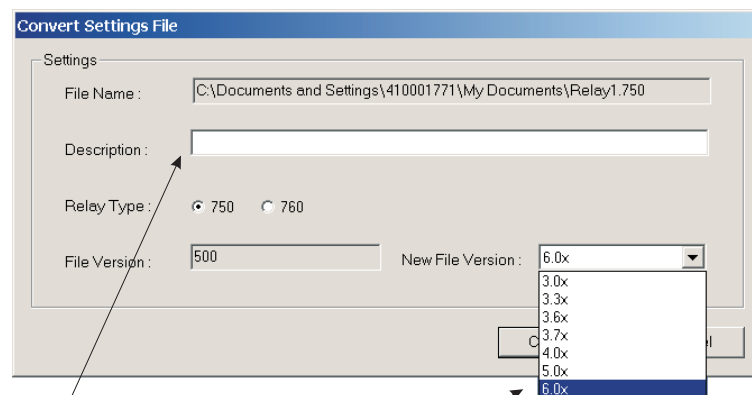 Convert Settings File
Settings
File Name : C:\Documents and Settings\410001771\My Documents\Relay1.750
Description :
Relay Type : 750 760
File Version : 500 New File Version : 6.0x
3.0x
3.3x
3.6x
3.7x
4.0x
5.0x
6.0x